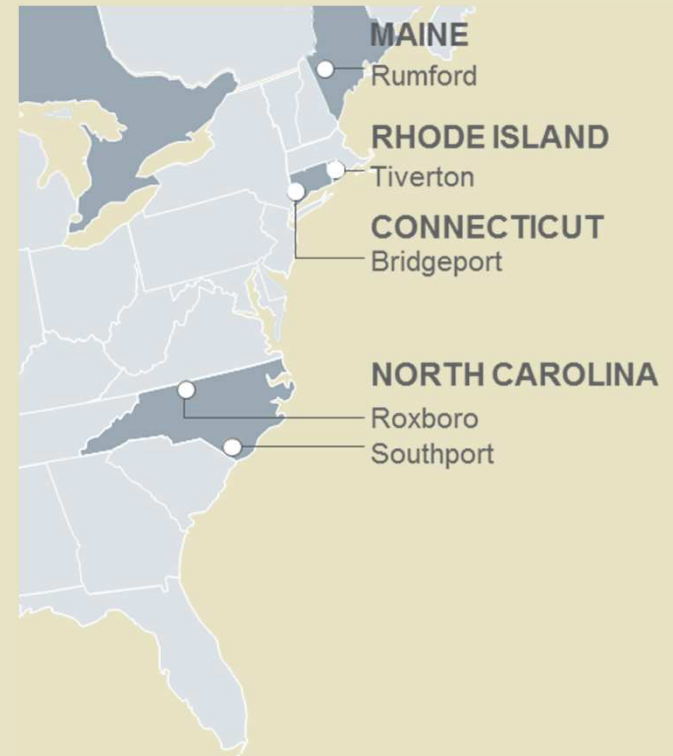 MAINE
Rumford
RHODE ISLAND
Tiverton
CONNECTICUT
Bridgeport
NORTH CAROLINA
Roxboro
Southport